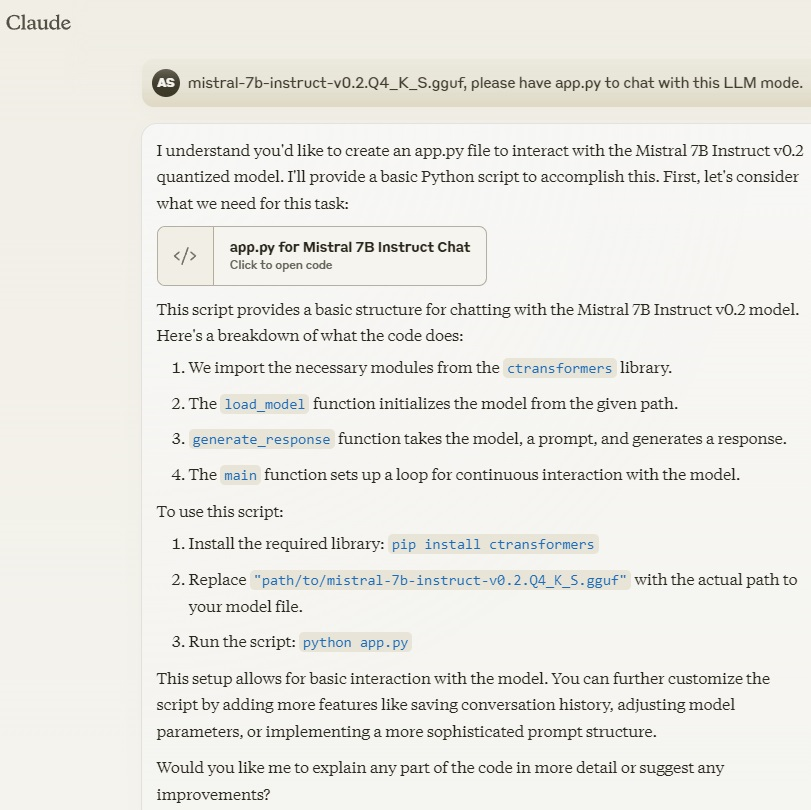 Claude
AS mistral-7b-instruct-v0.2.Q4_K_S.gguf, please have app.py to chat with this LLM mode.
I understand you'd like to create an app.py file to interact with the Mistral 7B Instruct v0.2
quantized model. I'll provide a basic Python script to accomplish this. First, let's consider
what we need for this task:
</> app.py for Mistral 7B Instruct Chat
Click to open code
This script provides a basic structure for chatting with the Mistral 7B Instruct v0.2 model.
Here's a breakdown of what the code does:
1. We import the necessary modules from the ctransformers library.
2. The load_model function initializes the model from the given path.
3. generate_response function takes the model, a prompt, and generates a response.
4. The main function sets up a loop for continuous interaction with the model.
To use this script:
1. Install the required library: pip install ctransformers
2. Replace "path/to/mistral-7b-instruct-v0.2.Q4_K_S.gguf" with the actual path to
your model file.
3. Run the script: python app.py
This setup allows for basic interaction with the model. You can further customize the
script by adding more features like saving conversation history, adjusting model
parameters, or implementing a more sophisticated prompt structure.
Would you like me to explain any part of the code in more detail or suggest any
improvements?